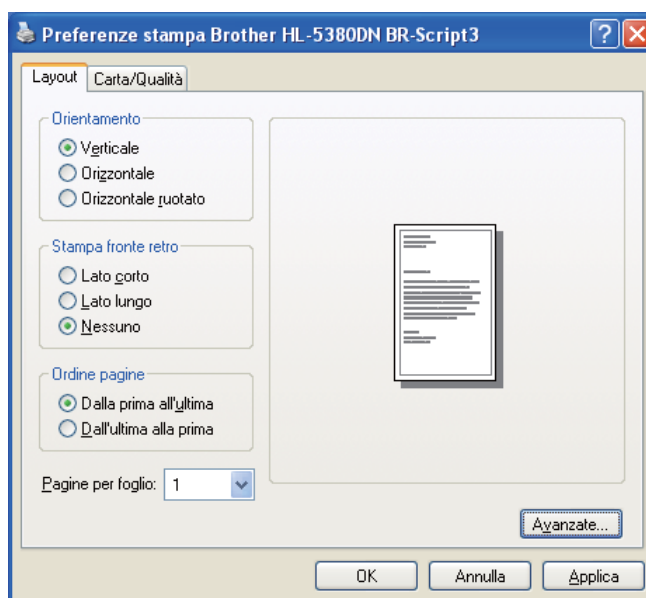 Preferenze stampa Brother HL-5380DN BR-Script3
Layout
Carta/Qualità
Orientamento
Verticale
Orizzontale
Orizzontale ruotato
Stampa fronte retro
Lato corto
Lato lungo
Nessuno
Ordine pagine
Dalla prima all'ultima
Dall'ultima alla prima
Pagine per foglio: 1
Avanzate...
OK
Annulla
Applica